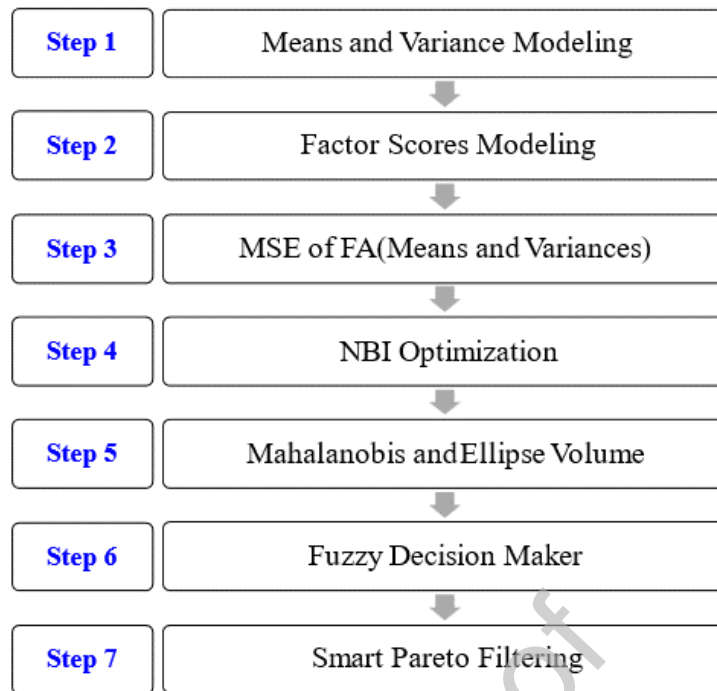 Step 1 Means and Variance Modeling
Step 2 Factor Scores Modeling
Step 3 MSE of FA(Means and Variances)
Step 4 NBI Optimization
Step 5 Mahalanobis and Ellipse Volume
Step 6 Fuzzy Decision Maker
Step 7 Smart Pareto Filtering
of